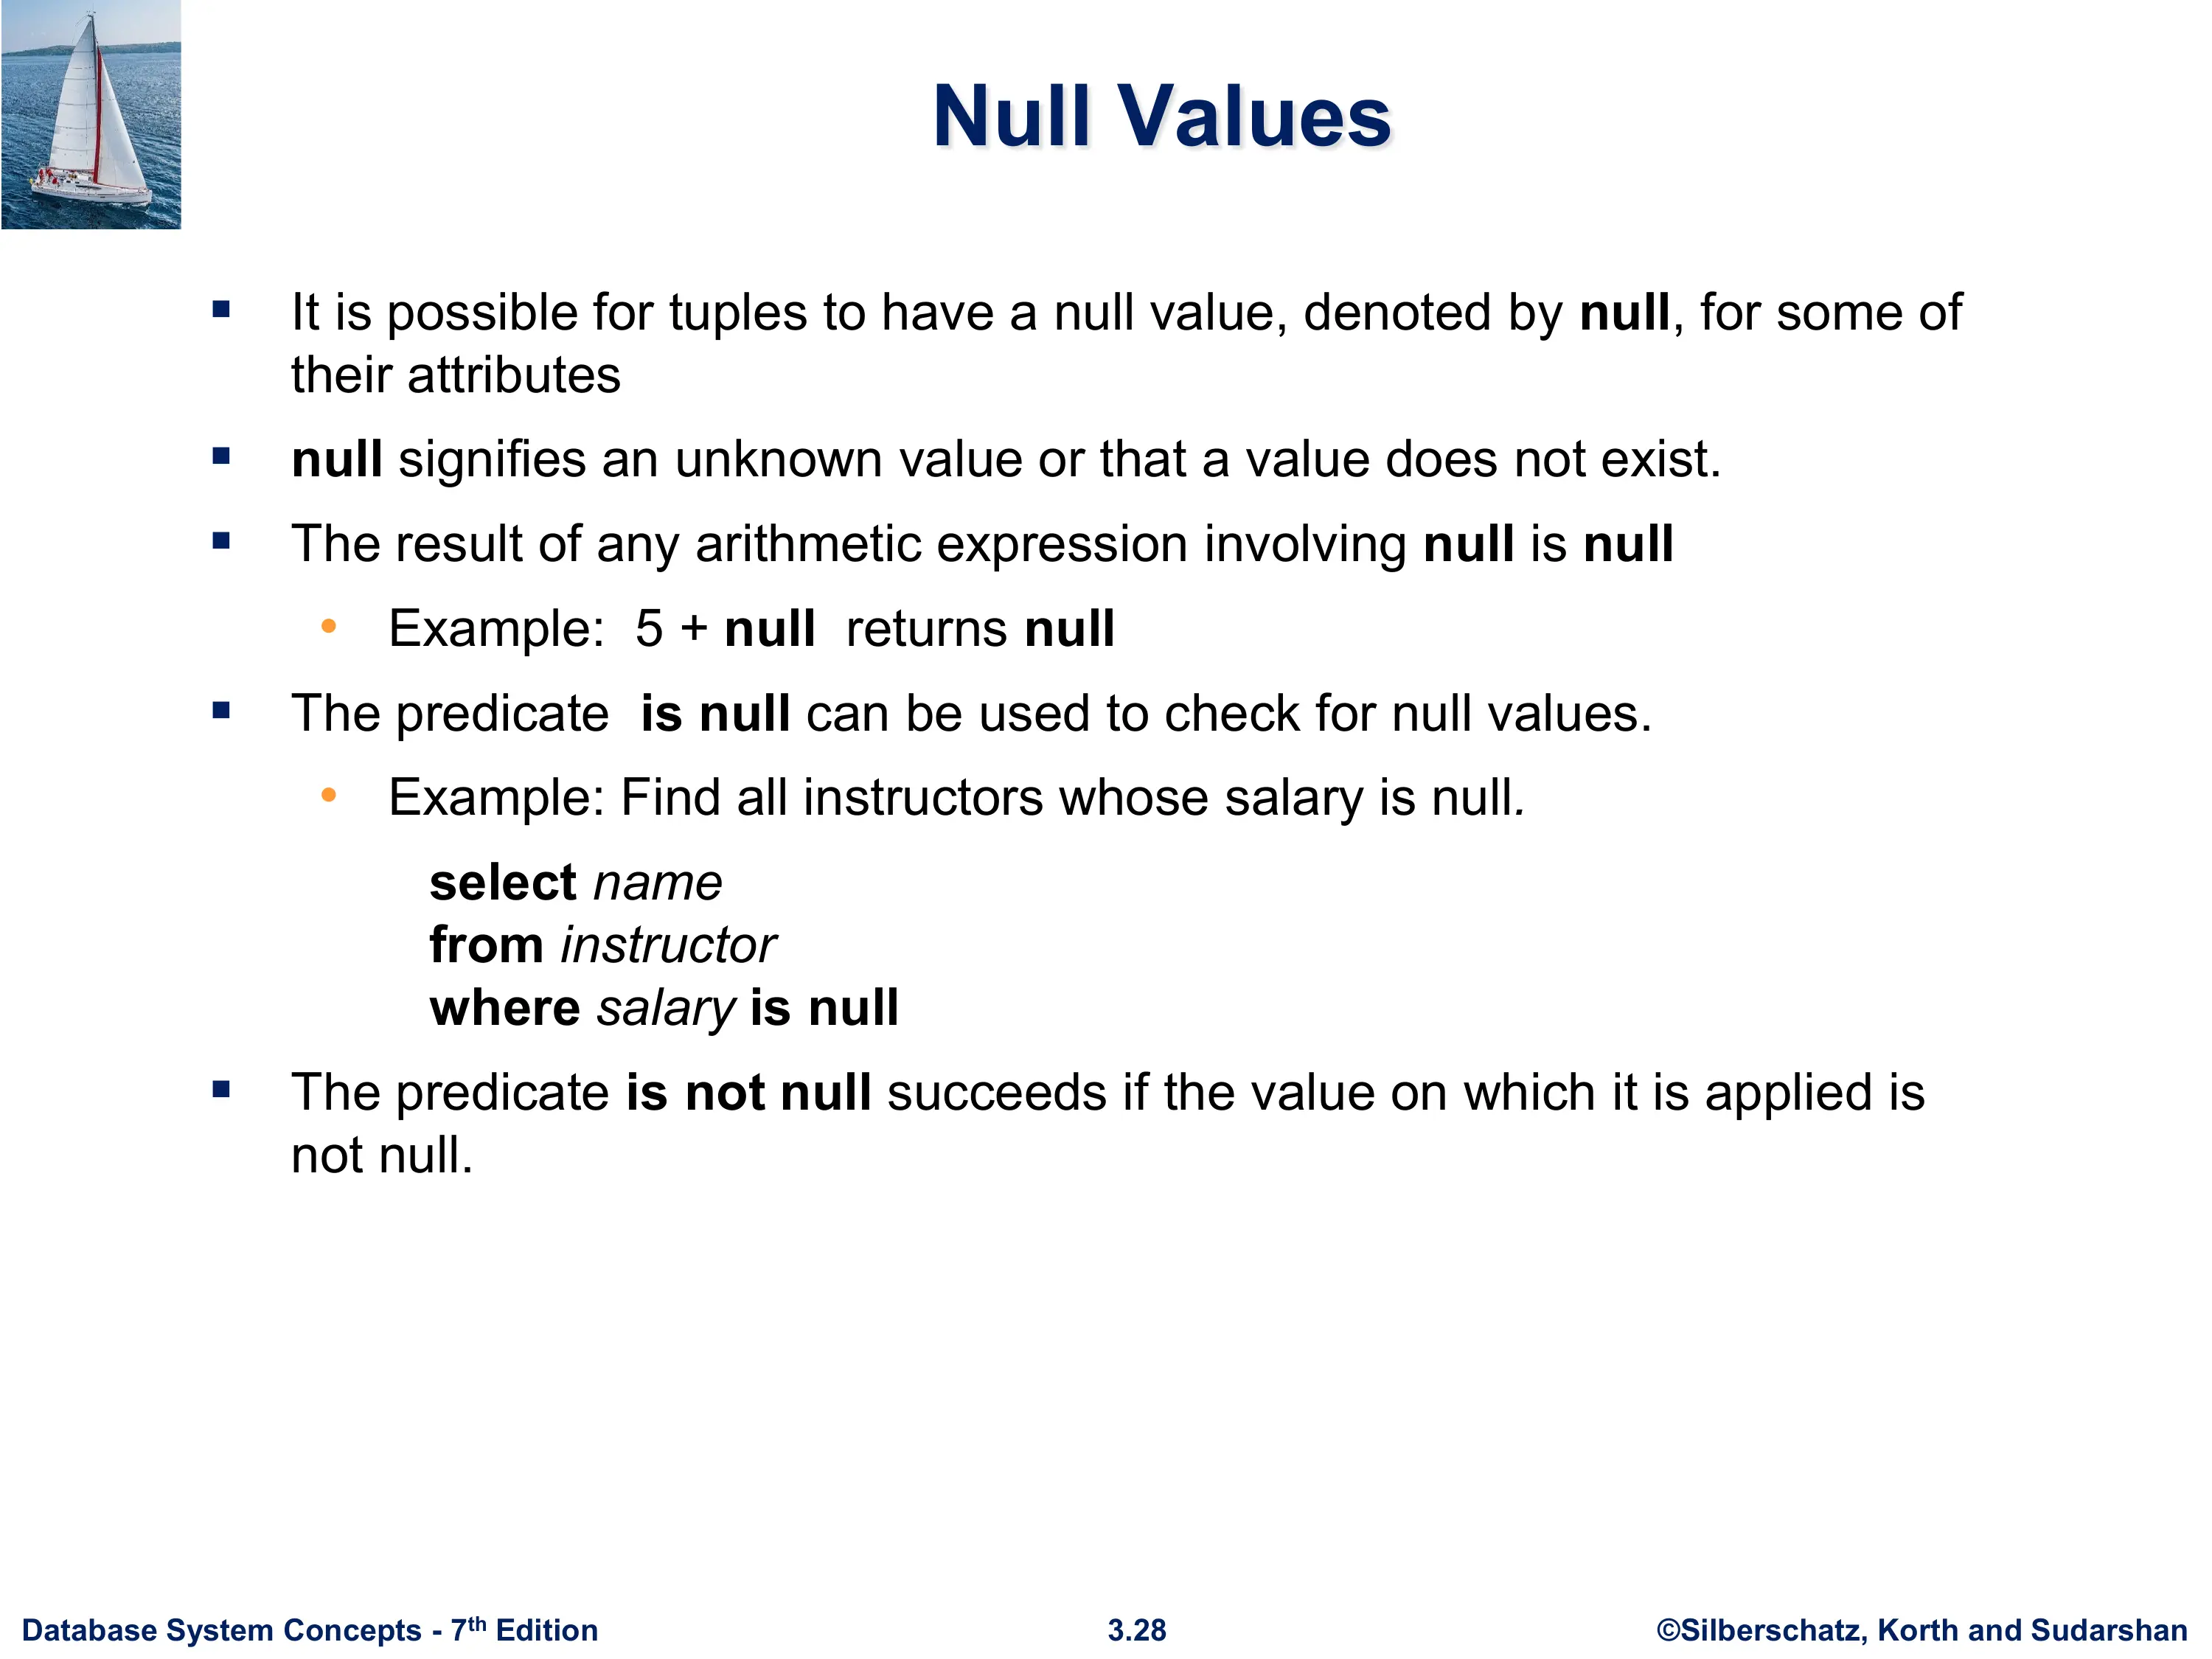 Null Values
▪ It is possible for tuples to have a null value, denoted by null, for some of
their attributes
▪ null signifies an unknown value or that a value does not exist.
▪ The result of any arithmetic expression involving null is null
• Example:  5 + null  returns null
▪ The predicate  is null can be used to check for null values.
• Example: Find all instructors whose salary is null.
select name
from instructor
where salary is null
▪ The predicate is not null succeeds if the value on which it is applied is
not null.
Database System Concepts - 7th Edition
3.28
©Silberschatz, Korth and Sudarshan